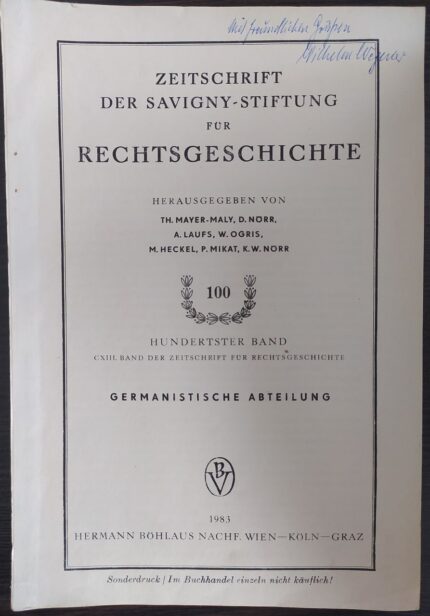 Mit freundlichen Grüßen
Wilhelm Wegener
ZEITSCHRIFT
DER SAVIGNY-STIFTUNG
FÜR
RECHTSGESCHICHTE
HERAUSGEGEBEN VON
TH. MAYER-MALY, D. NÖRR,
A. LAUFS, W. OGRIS,
M. HECKEL, P. MIKAT, K. W. NÖRR
100
HUNDERTSTER BAND
CXIII. BAND DER ZEITSCHRIFT FÜR RECHTSGESCHICHTE
GERMANISTISCHE ABTEILUNG
BV
1983
HERMANN BÖHLAUS NACHF. WIEN—KÖLN—GRAZ
Sonderdruck / Im Buchhandel einzeln nicht käuflich!